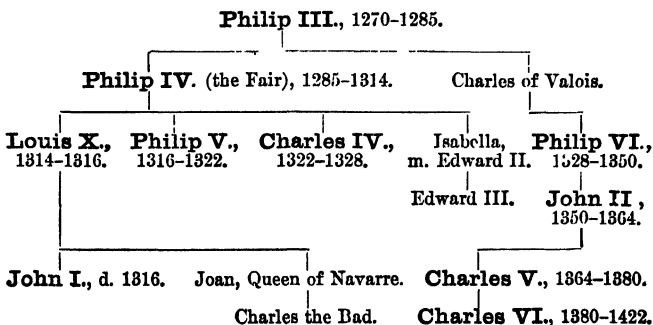 Philip III., 1270-1285.
Philip IV. (the Fair), 1285-1314. Charles of Valois.
Louis X., Philip V., Charles IV., Isabella, Philip VI.,
1314-1316. 1316-1322. 1322-1328. m. Edward II. 1328-1350.
Edward III. John II,
1350-1364.
John I., d. 1316. Joan, Queen of Navarre. Charles V., 1364-1380.
Charles the Bad. Charles VI., 1380-1422.